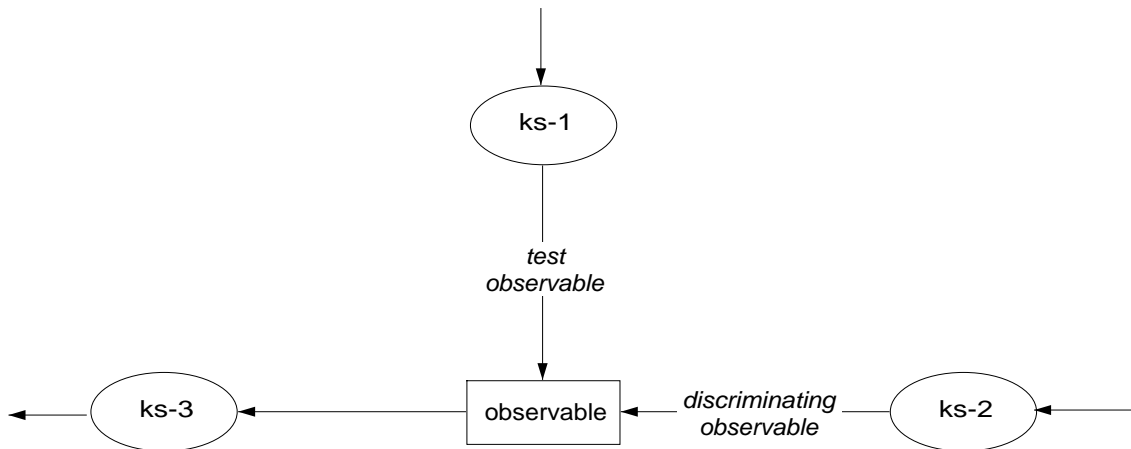 ks-1
test
observable
ks-3
observable
discriminating
observable
ks-2